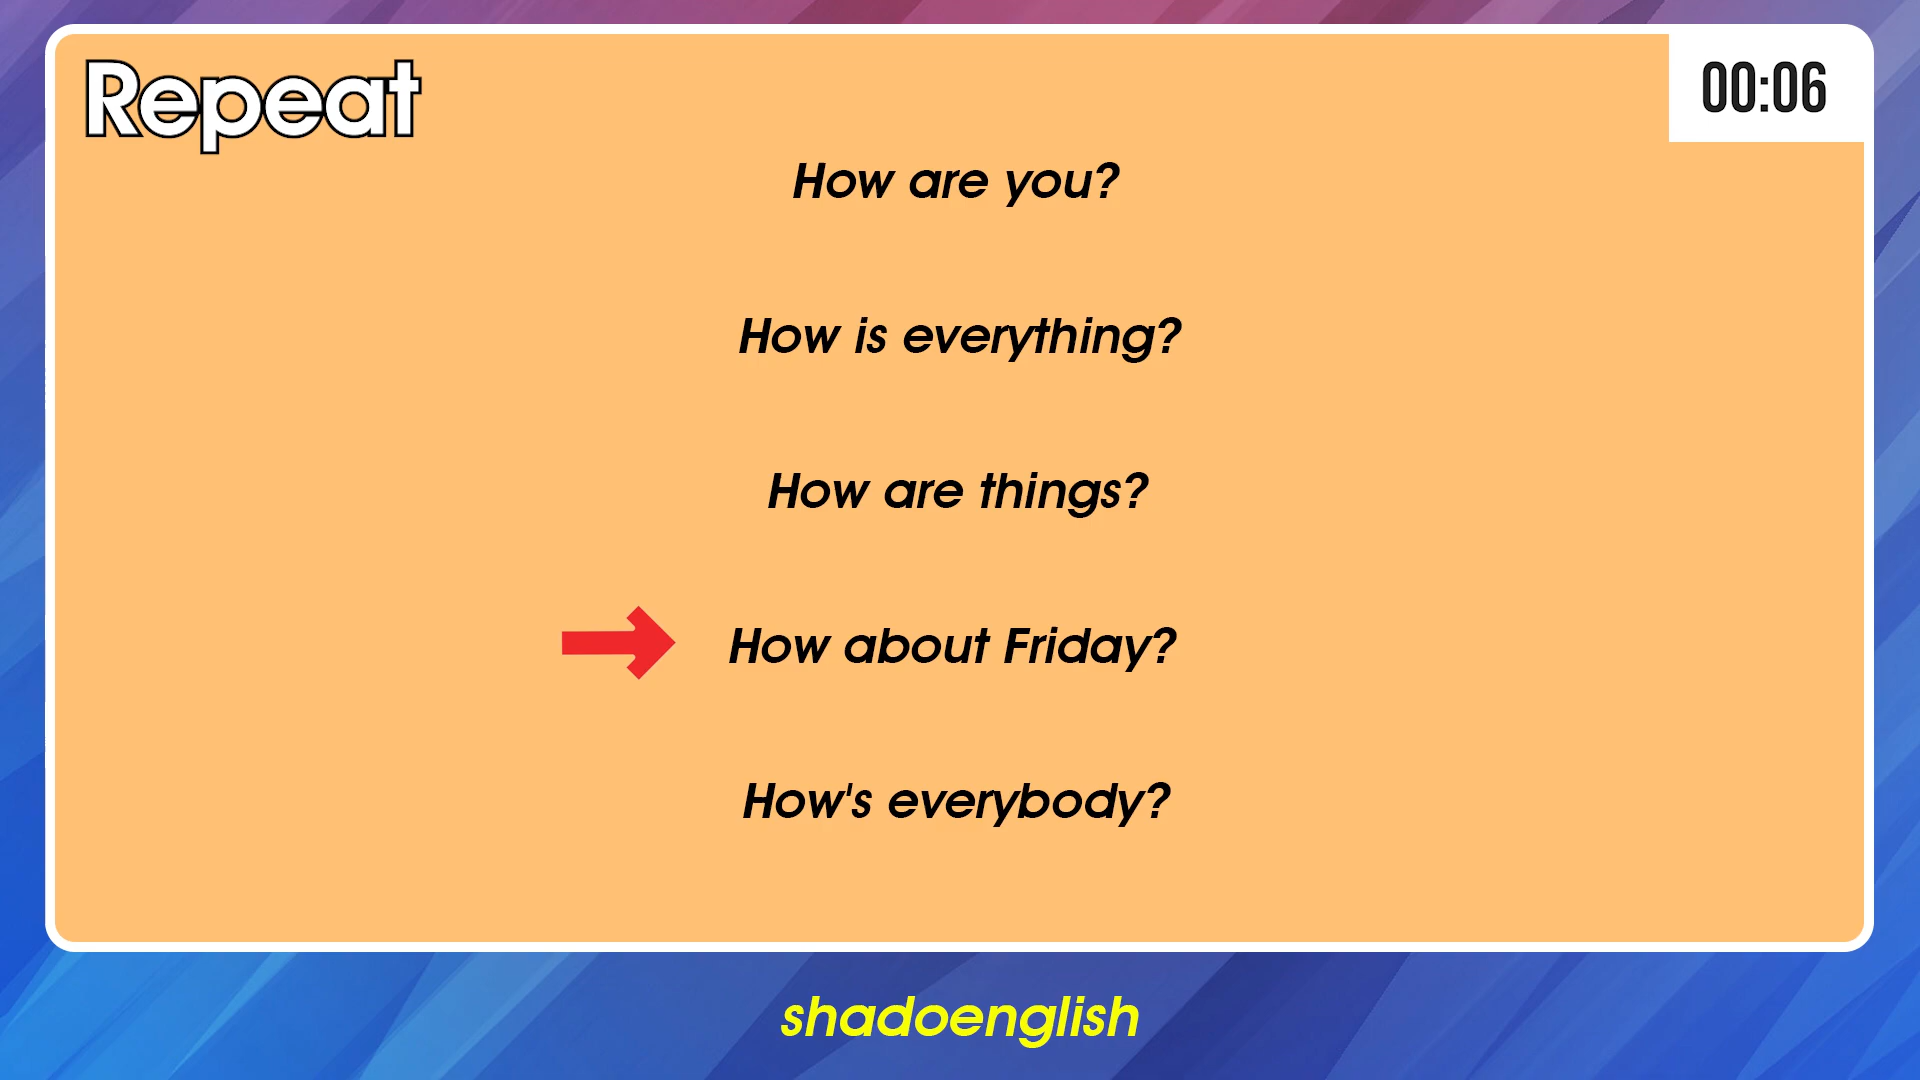 Repeat
00:06
How are you?
How is everything?
How are things?
How about Friday?
How's everybody?
shadoenglish